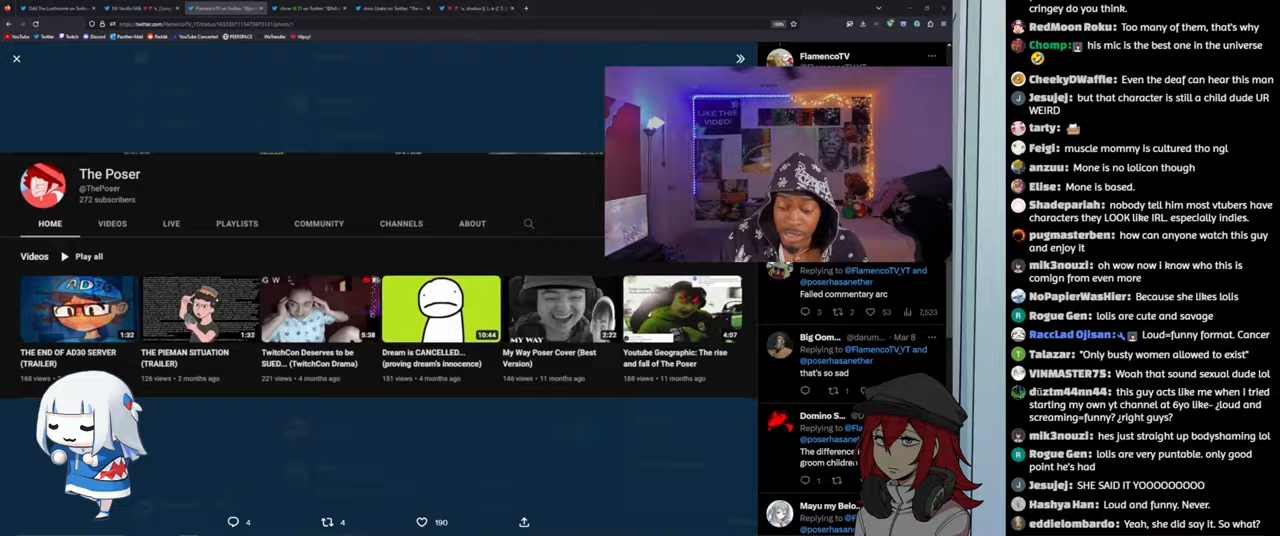 YouTube Twitter Twitch Discord Panther-Mail Reddit YouTube Converted PEERSPACE WeTransfer
The Poser
@ThePoser
272 subscribers
HOME VIDEOS LIVE PLAYLISTS COMMUNITY CHANNELS ABOUT
Videos Play all
1:32
1:32
5:38
10:44
MY WAY
2:22
4:07
THE END OF AD30 SERVER (TRAILER)
2 months ago
THE PIEMAN SITUATION (TRAILER)
126 views • 2 months ago
TwitchCon Deserves to be SUED... (TwitchCon Drama)
221 views • 4 months ago
Dream is CANCELLED... (proving dream's innocence)
151 views • 4 months ago
My Way Poser Cover (Best Version)
146 views • 11 months ago
Youtube Geographic: The rise and fall of The Poser
188 views • 11 months ago
4 4 190
FlamencoTV
LIKE THIS VIDEO!
Replying to @FlamencoTV_YT and
@poserhasanether
Failed commentary arc
3 2 53 7,523
Big Oom... @darum... · Mar 8
Replying to @FlamencoTV_YT and
@poserhasanether
that's so sad
1
Domino S...
Replying to
@poserhasaneth
The difference
groom children
1
Mayu my Belo...
Replying to
@poserh
cringey do you think.
RedMoon Roku: Too many of them, that's why
Chomp: his mic is the best one in the universe
CheekyDWaffle: Even the deaf can hear this man
Jesujej: but that character is still a child dude UR
WEIRD
tarty:
Feigi: muscle mommy is cultured tho ngl
anzuu: Mone is no lolicon though
Elise: Mone is based.
Shadepariah: nobody tell him most vtubers have
characters they LOOK like IRL. especially indies.
pugmasterben: how can anyone watch this guy
and enjoy it
mik3nouzi: oh wow now i know who this is
comign from even more
NoPapierWasHier: Because she likes lolis
Rogue Gen: lolis are cute and savage
RaccLad Ojisan: Loud=funny format. Cancer
Talazar: "Only busty women allowed to exist"
VINMASTER75: Woah that sound sexual dude lol
dūztm44nn44: this guy acts like me when i tried
starting my own yt channel at 6yo like- ¿loud and
screaming=funny? ¿right guys?
mik3nouzi: hes just straight up bodyshaming lol
Rogue Gen: lolis are very puntable. only good
point he's had
Jesujej: SHE SAID IT YOOOOOOOOO
Hashya Han: Loud and funny. Never.
eddielombardo: Yeah, she did say it. So what?